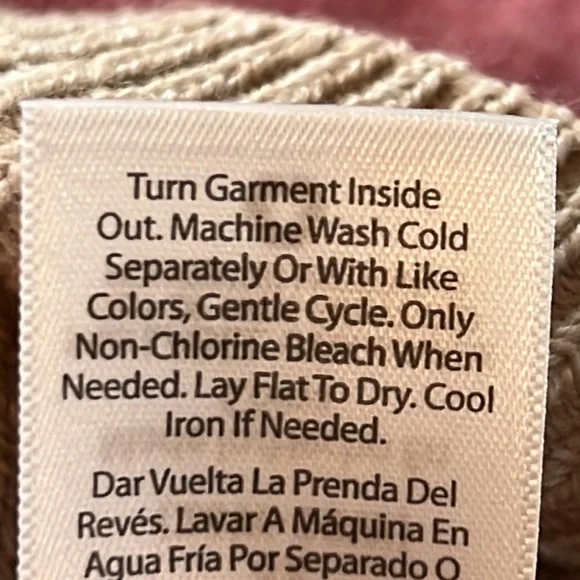 Turn Garment Inside
Out. Machine Wash Cold
Separately Or With Like
Colors, Gentle Cycle. Only
Non-Chlorine Bleach When
Needed. Lay Flat To Dry. Cool
Iron If Needed.
Dar Vuelta La Prenda Del
Revés. Lavar A Máquina En
Agua Fría Por Separado O